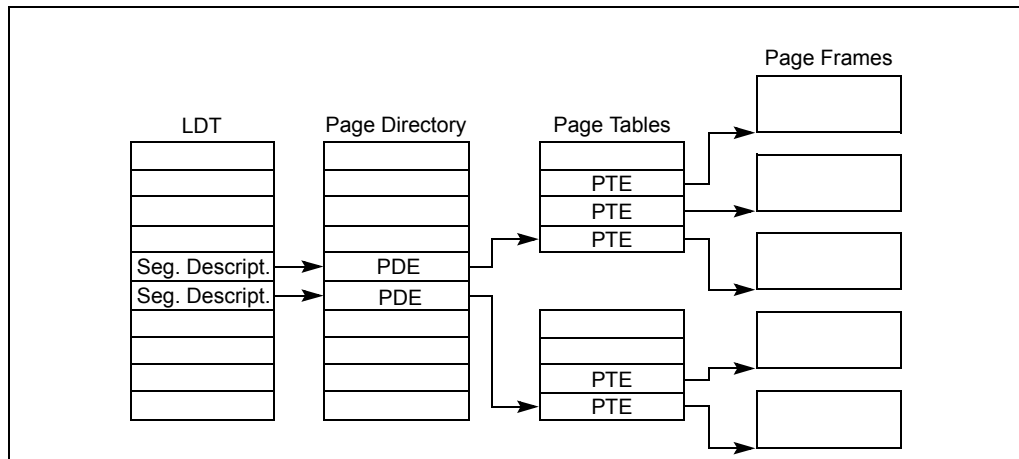 Page Frames
LDT
Page Directory
Page Tables
PTE
PTE
PTE
Seg. Descript.
PDE
Seg. Descript.
PDE
PTE
PTE